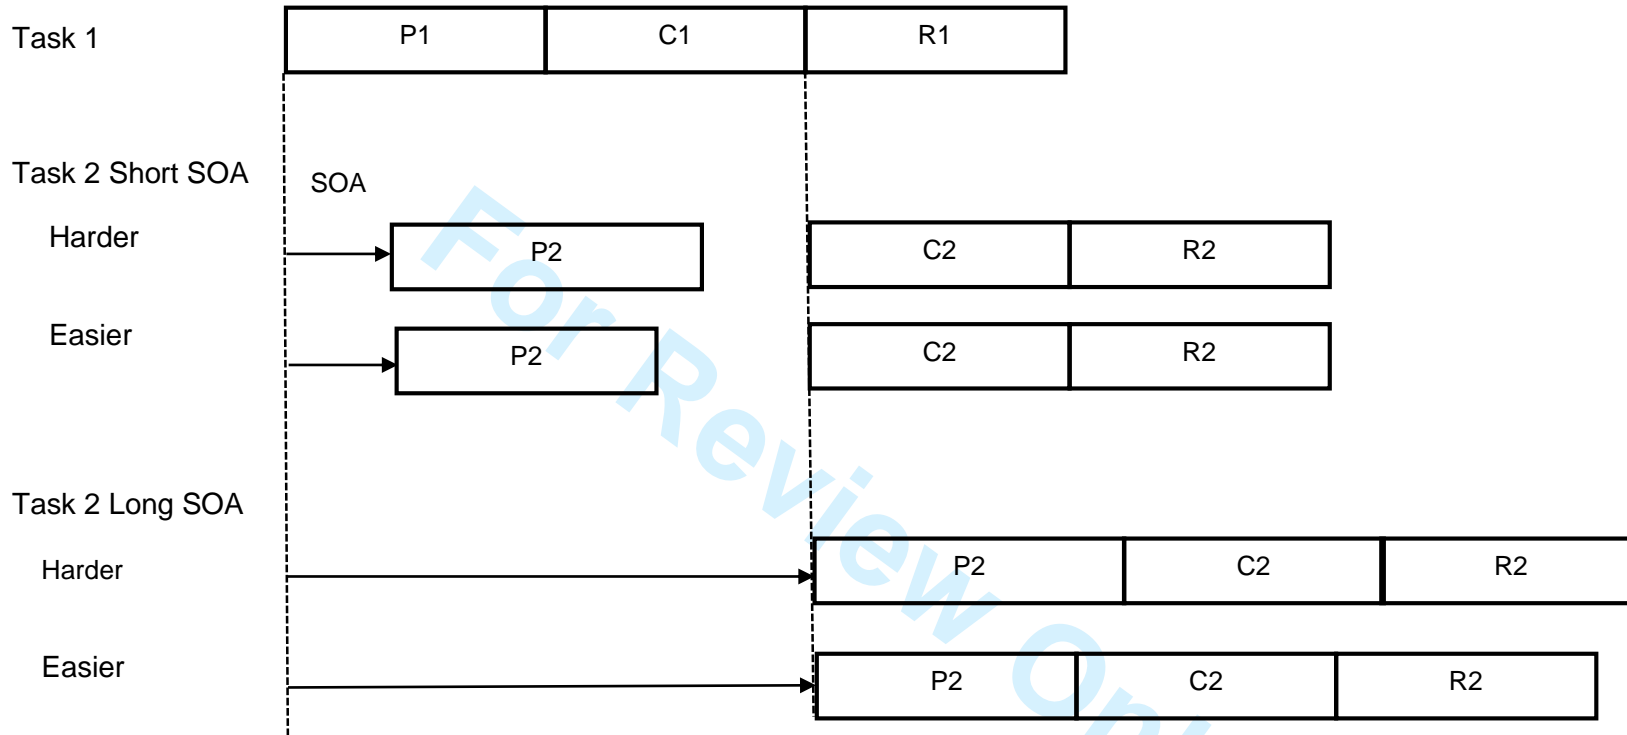 Task 1
P1 C1 R1
Task 2 Short SOA
SOA
Harder
P2 C2 R2
Easier
P2 C2 R2
Task 2 Long SOA
Harder
P2 C2 R2
Easier
P2 C2 R2
For Review Onl